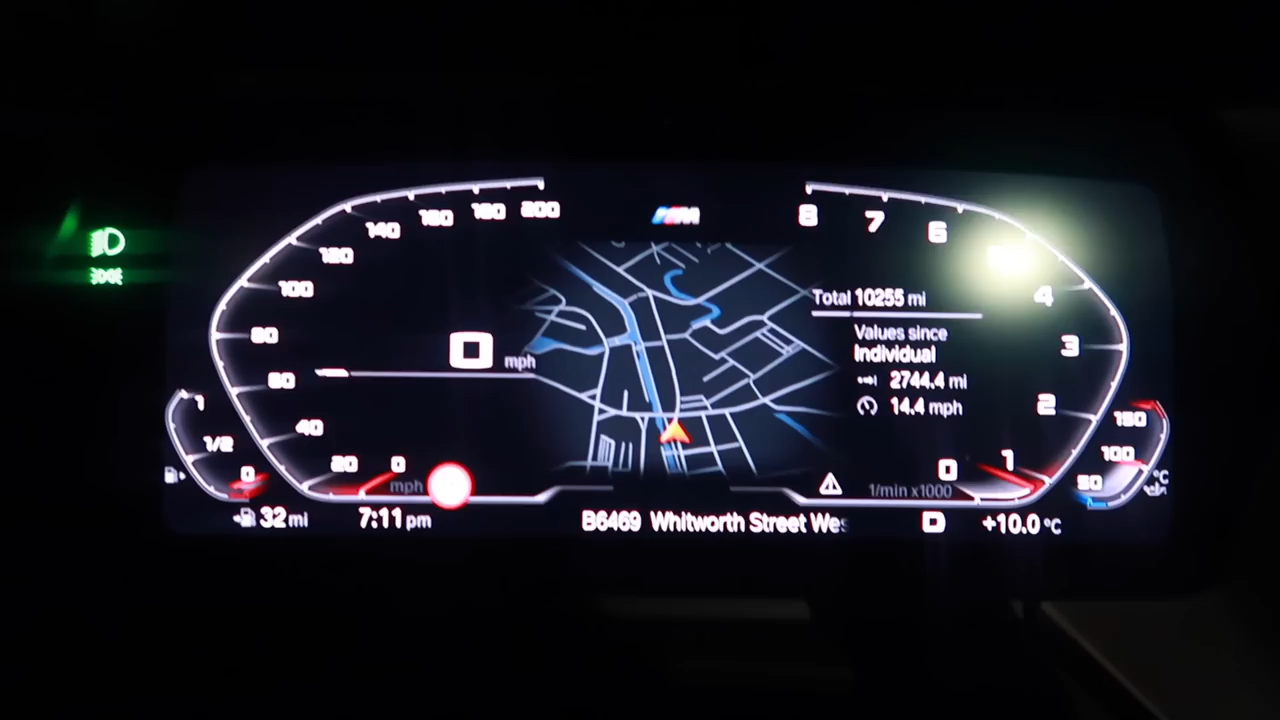 200
180
160
140
120
100
80
60
40
20
0
mph
0 mph
M
8
7
6
4
3
2
1
0
1/min x1000
Total 10255 mi
Values since
Individual
2744.4 mi
14.4 mph
1
1/2
0
150
100
50
°C
32 mi
7:11 pm
B6469 Whitworth Street Wes
D
+10.0 °C